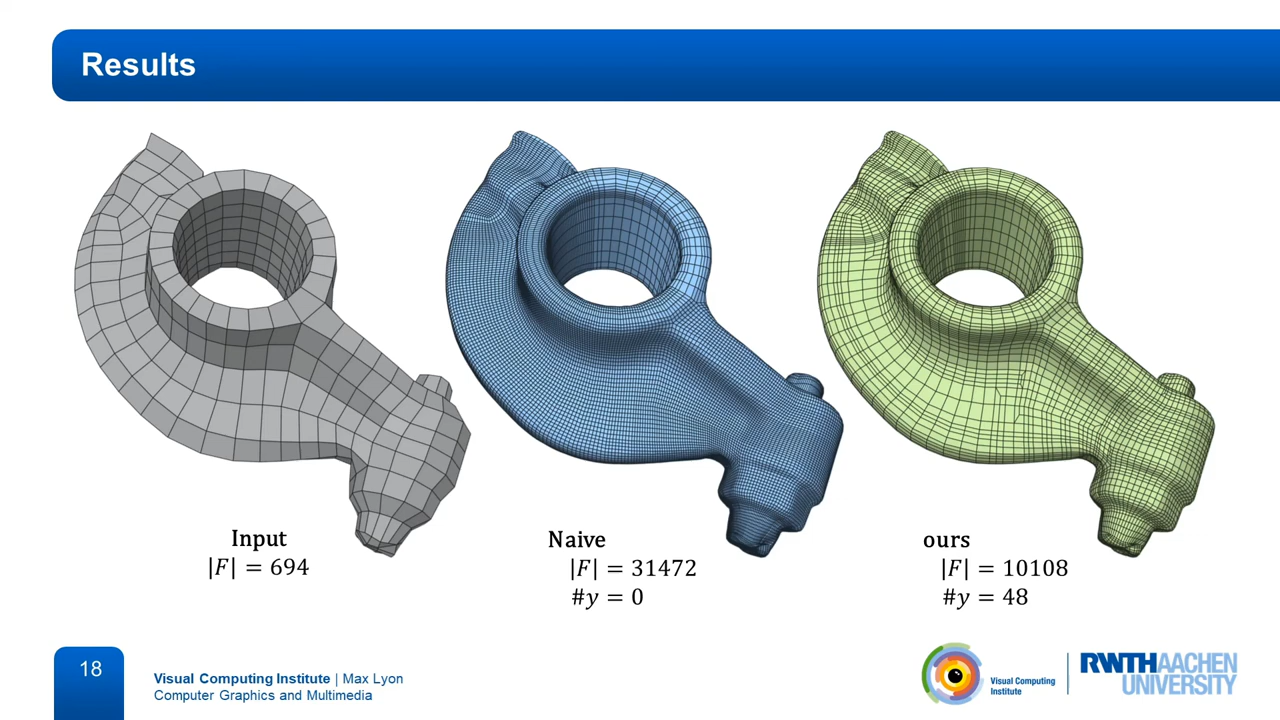 Results
Input
|𝐹| = 694
Naive
|𝐹| = 31472
#𝑦 = 0
ours
|𝐹| = 10108
#𝑦 = 48
18
Visual Computing Institute | Max Lyon
Computer Graphics and Multimedia
Visual Computing
Institute
RWTHAACHEN
UNIVERSITY